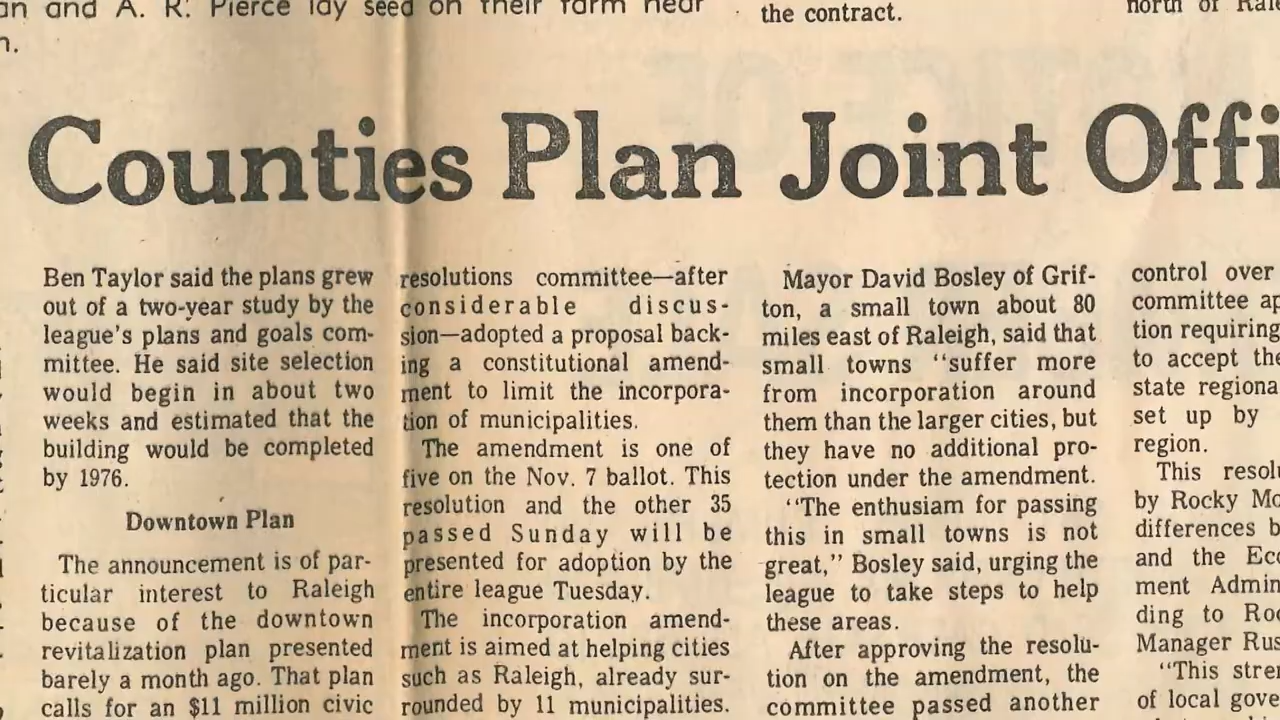 an and A. R. Pierce lay seed on their farm near
n.
the contract.
north of
Counties Plan Joint
Ben Taylor said the plans grew
out of a two-year study by the
league's plans and goals com-
mittee. He said site selection
would begin in about two
weeks and estimated that the
building would be completed
by 1976.
Downtown Plan
The announcement is of par-
ticular interest to Raleigh
because of the downtown
revitalization plan presented
barely a month ago. That plan
calls for an $11 million civic
resolutions committee—after
considerable discus-
sion—adopted a proposal back-
ing a constitutional amend-
ment to limit the incorpora-
tion of municipalities.
The amendment is one of
five on the Nov. 7 ballot. This
resolution and the other 35
passed Sunday will be
presented for adoption by the
entire league Tuesday.
The incorporation amend-
ment is aimed at helping cities
such as Raleigh, already sur-
rounded by 11 municipalities.
Mayor David Bosley of Grif-
ton, a small town about 80
miles east of Raleigh, said that
small towns "suffer more
from incorporation around
them than the larger cities, but
they have no additional pro-
tection under the amendment.
"The enthusiam for passing
this in small towns is not
great," Bosley said, urging the
league to take steps to help
these areas.
After approving the resolu-
tion on the amendment, the
committee passed another
control over
committee ap
tion requiring
to accept the
state regiona
set up by
region.
This resolu
by Rocky Mo
differences b
and the Eco
ment Admin
ding to Roc
Manager Rus
"This stren
of local gove